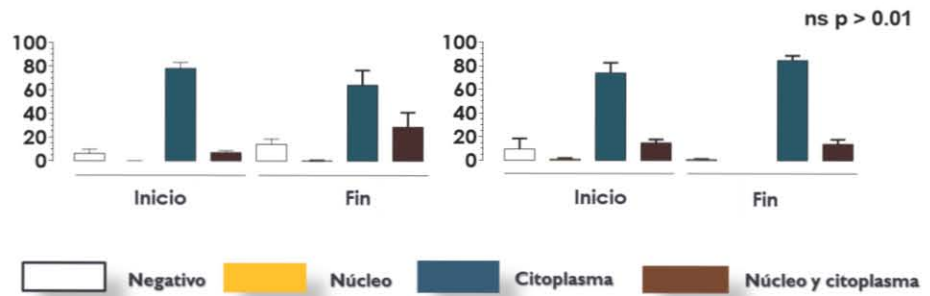 ns p > 0.01
100
80
60
40
20
0
Inicio
Fin
100
80
60
40
20
0
Inicio
Fin
Negativo
Núcleo
Citoplasma
Núcleo y citoplasma